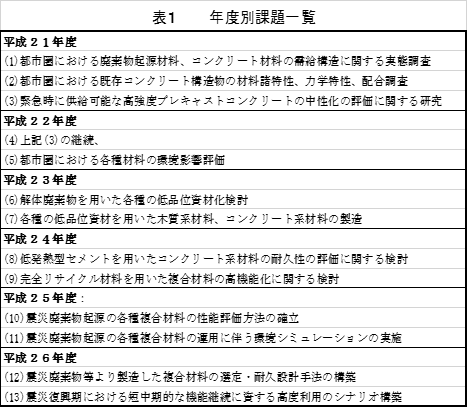 表1　　年度別課題一覧
平成２１年度
(1)都市圏における廃棄物起源材料、コンクリート材料の需給構造に関する実態調査
(2)都市圏における既存コンクリート構造物の材料諸特性、力学特性、配合調査
(3)緊急時に供給可能な高強度プレキャストコンクリートの中性化の評価に関する研究
平成２２年度
(4)上記(3)の継続、
(5)都市圏における各種材料の環境影響評価
平成２３年度
(6)解体廃棄物を用いた各種の低品位資材化検討
(7)各種の低品位資材を用いた木質系材料、コンクリート系材料の製造
平成２４年度
(8)低発熱型セメントを用いたコンクリート系材料の耐久性の評価に関する検討
(9)完全リサイクル材料を用いた複合材料の高機能化に関する検討
平成２５年度：
(10)震災廃棄物起源の各種複合材料の性能評価方法の確立
(11)震災廃棄物起源の各種複合材料の運用に伴う環境シミュレーションの実施
平成２６年度
(12)震災廃棄物等より製造した複合材料の選定・耐久設計手法の構築
(13)震災復興期における短中期的な機能継続に資する高度利用のシナリオ構築